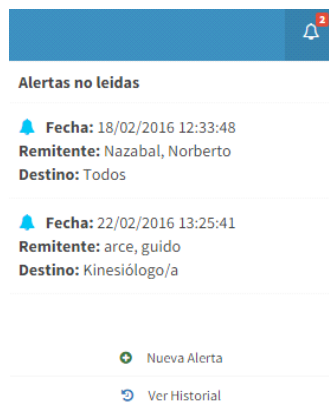 2
Alertas no leidas
Fecha: 18/02/2016 12:33:48
Remitente: Nazabal, Norberto
Destino: Todos
Fecha: 22/02/2016 13:25:41
Remitente: arce, guido
Destino: Kinesiólogo/a
Nueva Alerta
Ver Historial